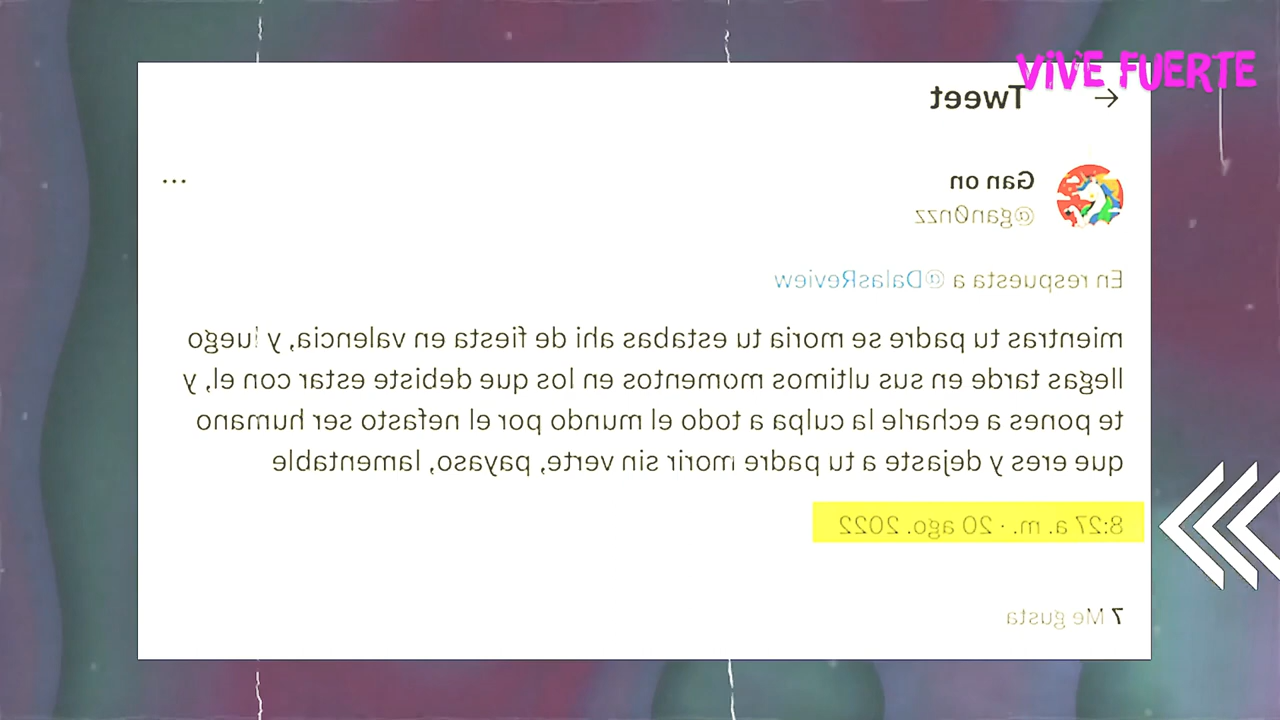 VIVE FUERTE
Tweet
Gan on
@gan0nzz
...
En respuesta a @DalasReview
mientras tu padre se moria tu estabas ahi de fiesta en valencia, y luego
llegas tarde en sus ultimos momentos en los que debiste estar con el, y
te pones a echarle la culpa a todo el mundo por el nefasto ser humano
que eres y dejaste a tu padre morir sin verte, payaso, lamentable
8:27 a. m. · 20 ago. 2022
7 Me gusta